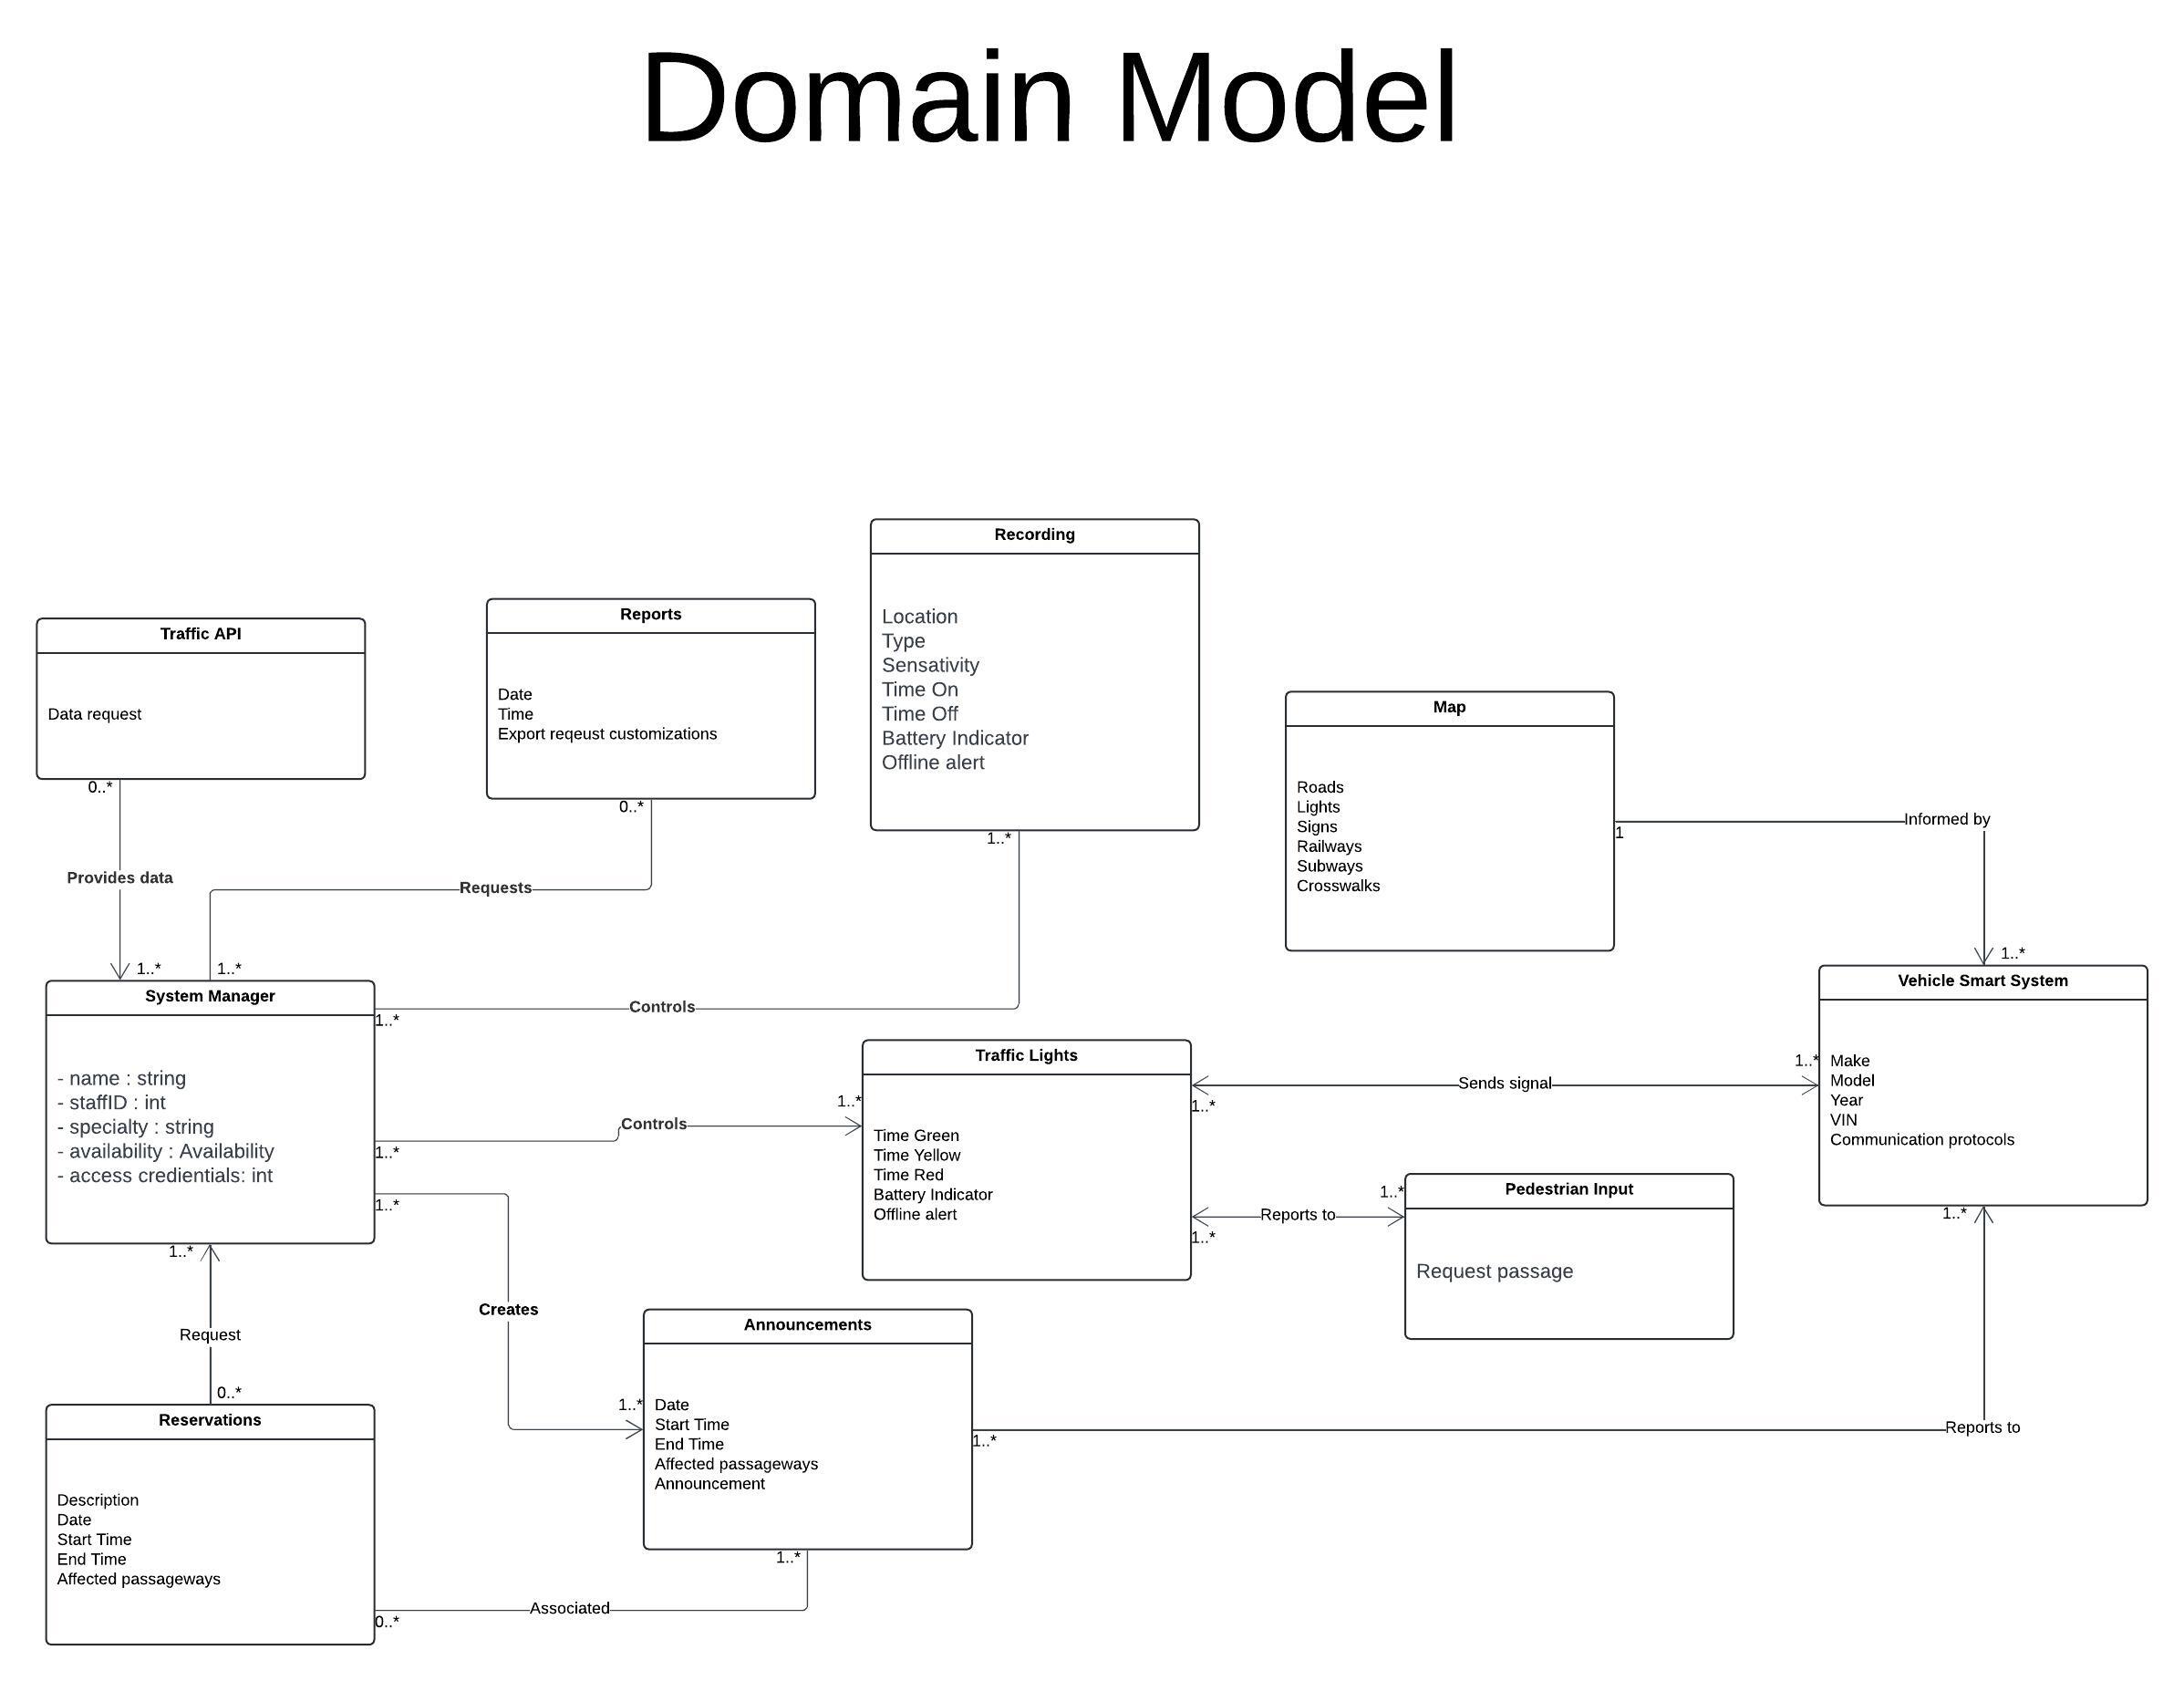 Domain Model
Recording
Location
Type
Sensativity
Time On
Time Off
Battery Indicator
Offline alert
1..*
Reports
Date
Time
Export reqeust customizations
0..*
Traffic API
Data request
0..*
Provides data
1..*
Requests
1..*
Map
Roads
Lights
Signs
Railways
Subways
Crosswalks
1
Informed by
1..*
System Manager
- name : string
- staffID : int
- specialty : string
- availability : Availability
- access credientials: int
1..*
Controls
1..*
Controls
1..*
1..*
Creates
1..*
1..*
Request
0..*
Traffic Lights
Time Green
Time Yellow
Time Red
Battery Indicator
Offline alert
1..*
Sends signal
1..*
1..*
Reports to
1..*
Vehicle Smart System
Make
Model
Year
VIN
Communication protocols
1..*
Pedestrian Input
Request passage
Announcements
Date
Start Time
End Time
Affected passageways
Announcement
1..*
Reports to
1..*
Reservations
Description
Date
Start Time
End Time
Affected passageways
0..*
Associated